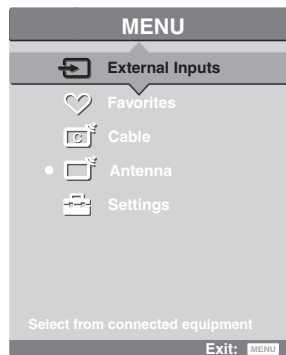 MENU
External Inputs
Favorites
C Cable
Antenna
Settings
Select from connected equipment
Exit: MENU